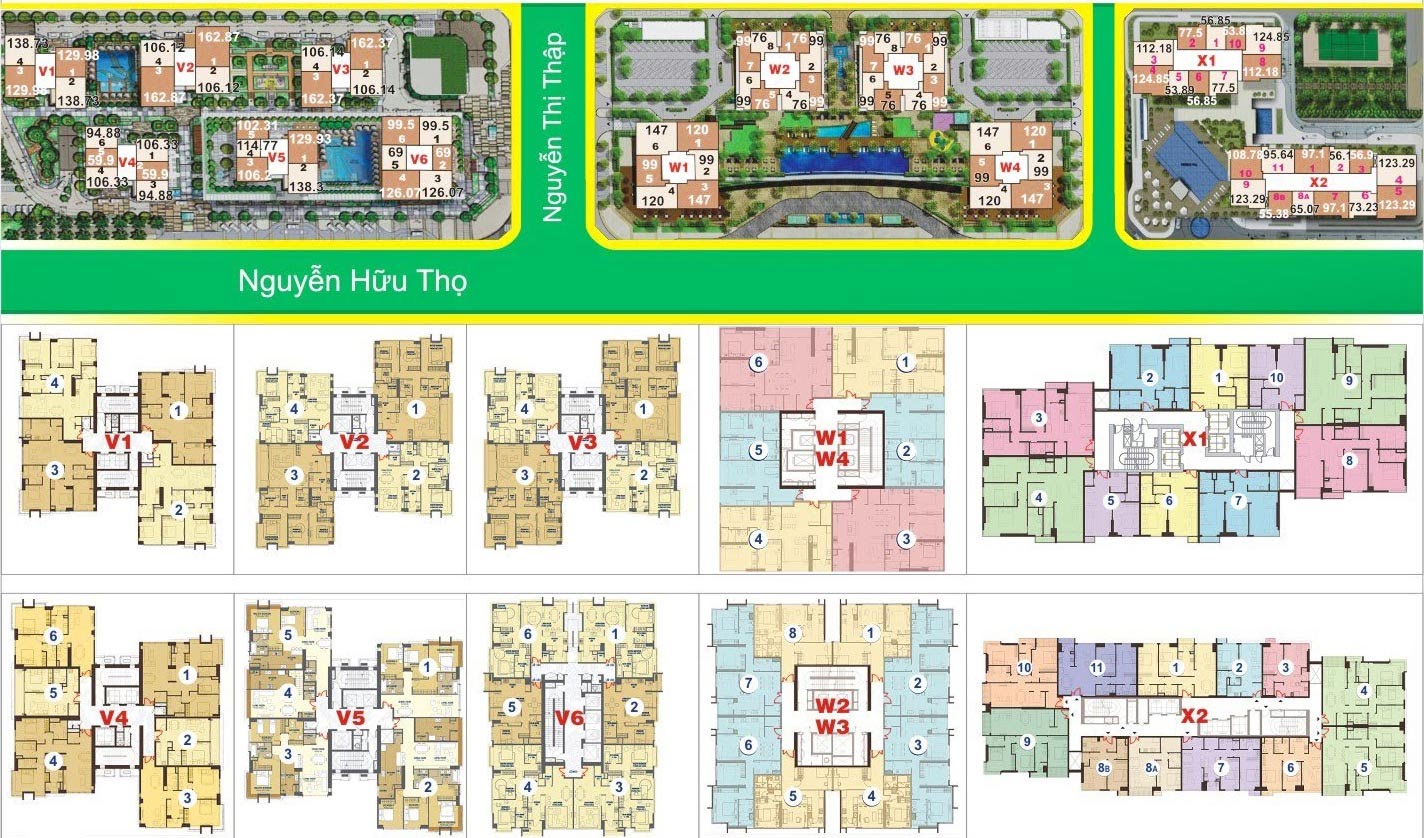 138.73 129.98
4
3 V1 1
2
129.98 138.73
106.12 162.87
4 1
3 V2 2
162.87 106.12
106.14 162.37
4 1
3 V3 2
162.37 106.14
94.88
6 106.33
5 1
59.9 V4 2
4 59.9
106.33 3
94.88
102.31
5 129.93
114.77 1
4 V5
3 2
106.2 138.3
99.5 99.5
6 1
69 69
5 V6 2
4 3
126.07 126.07
Nguyễn Thị Thập
99 76 76 99
8 1
7 W2 2
6 3
99 5 4 99
76 76
99 76 76 99
8 1
7 W3 2
6 3
99 5 4 99
76 76
147 120
6 1
99 W1 99
5 2
4 3
120 147
147 120
6 1
5 W4 2
99 99
4 3
120 147
56.85
77.5 53.8 124.85
112.18 2 1 10 9
3 X1 8
4 5 6 7 112.18
124.85 53.89 77.5
56.85
108.78 95.64 97.1 56.1 56.9 123.29
10 11 1 2 3 4
9 X2 5
123.29 8B 8A 7 6 123.29
55.38 65.07 97.1 73.23
Nguyễn Hữu Thọ
4
1
V1
3
2
1
4
V2
3
2
1
4
V3
3
2
6 1
W1
5 2
W4
4 3
2 1 10 9
3
X1
8
4 5 6 7
6
1
5
V4
2
4
3
5
1
4
V5
3
2
6 1
5 V6 2
4 3
8 1
7 2
W2
W3
6 3
5 4
10 11 1 2 3
4
X2
9
8B 8A 7 6 5